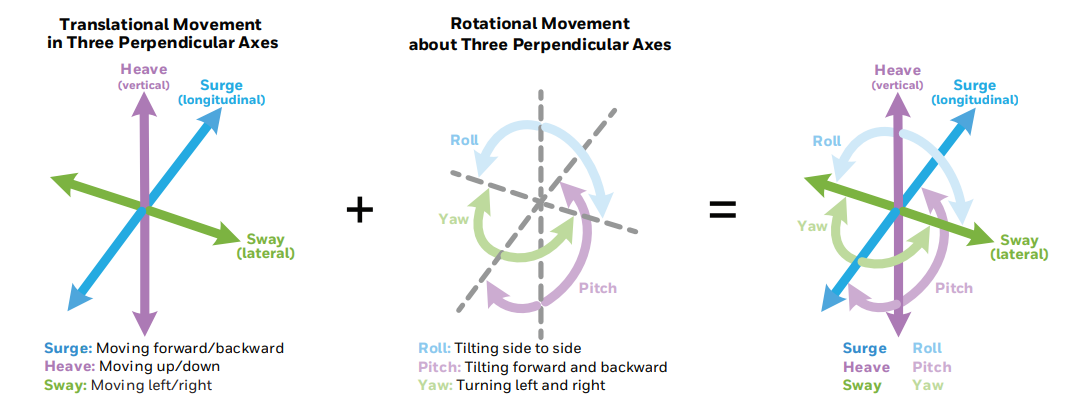 Translational Movement
in Three Perpendicular Axes
Heave
(vertical)
Surge
(longitudinal)
Sway
(lateral)
Surge: Moving forward/backward
Heave: Moving up/down
Sway: Moving left/right
+
Rotational Movement
about Three Perpendicular Axes
Roll
Yaw
Pitch
Roll: Tilting side to side
Pitch: Tilting forward and backward
Yaw: Turning left and right
=
Heave
(vertical)
Surge
(longitudinal)
Roll
Yaw
Sway
(lateral)
Pitch
Surge Roll
Heave Pitch
Sway Yaw